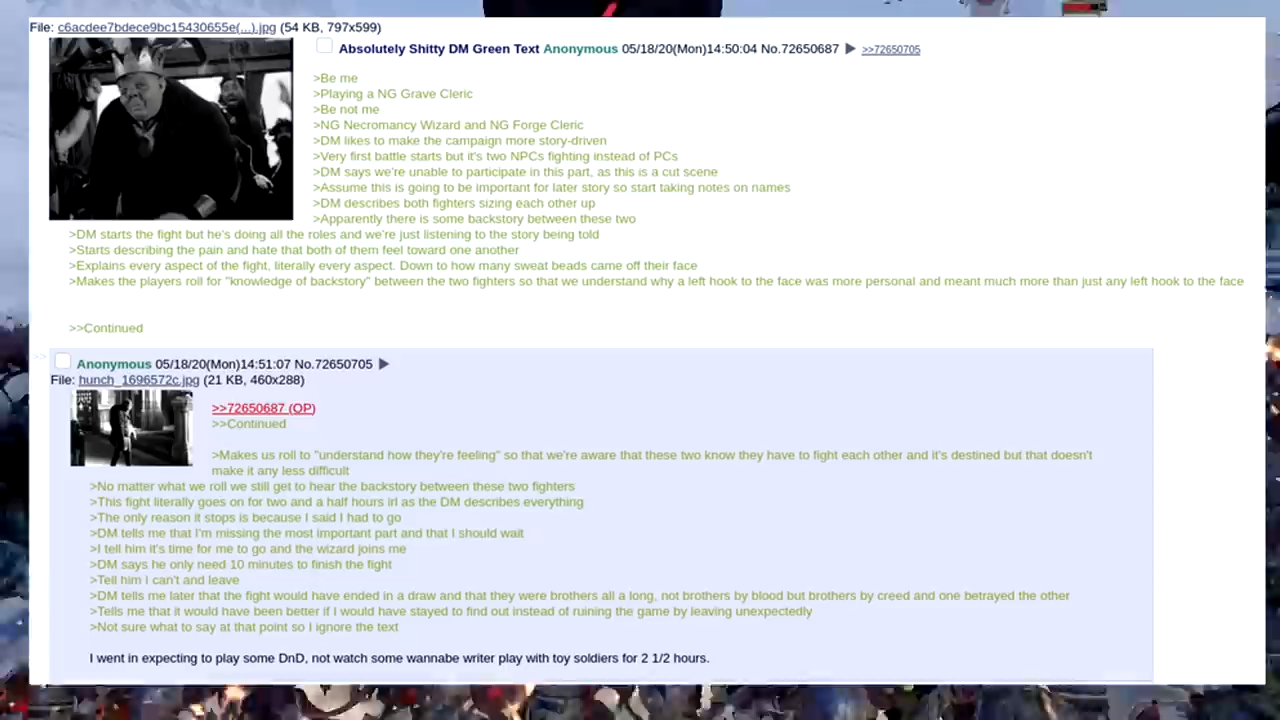 File: c6acdee7bdece9bc15430655e(...).jpg (54 KB, 797x599)
Absolutely Shitty DM Green Text Anonymous 05/18/20(Mon)14:50:04 No.72650687 ▶ >>72650705
>Be me
>Playing a NG Grave Cleric
>Be not me
>NG Necromancy Wizard and NG Forge Cleric
>DM likes to make the campaign more story-driven
>Very first battle starts but it's two NPCs fighting instead of PCs
>DM says we're unable to participate in this part, as this is a cut scene
>Assume this is going to be important for later story so start taking notes on names
>DM describes both fighters sizing each other up
>Apparently there is some backstory between these two
>DM starts the fight but he's doing all the roles and we're just listening to the story being told
>Starts describing the pain and hate that both of them feel toward one another
>Explains every aspect of the fight, literally every aspect. Down to how many sweat beads came off their face
>Makes the players roll for "knowledge of backstory" between the two fighters so that we understand why a left hook to the face was more personal and meant much more than just any left hook to the face
>>Continued
>>
Anonymous 05/18/20(Mon)14:51:07 No.72650705 ▶
File: hunch_1696572c.jpg (21 KB, 460x288)
>>72650687 (OP)
>>Continued
>Makes us roll to "understand how they're feeling" so that we're aware that these two know they have to fight each other and it's destined but that doesn't
make it any less difficult
>No matter what we roll we still get to hear the backstory between these two fighters
>This fight literally goes on for two and a half hours irl as the DM describes everything
>The only reason it stops is because I said I had to go
>DM tells me that I'm missing the most important part and that I should wait
>I tell him it's time for me to go and the wizard joins me
>DM says he only need 10 minutes to finish the fight
>Tell him I can't and leave
>DM tells me later that the fight would have ended in a draw and that they were brothers all a long, not brothers by blood but brothers by creed and one betrayed the other
>Tells me that it would have been better if I would have stayed to find out instead of ruining the game by leaving unexpectedly
>Not sure what to say at that point so I ignore the text
I went in expecting to play some DnD, not watch some wannabe writer play with toy soldiers for 2 1/2 hours.